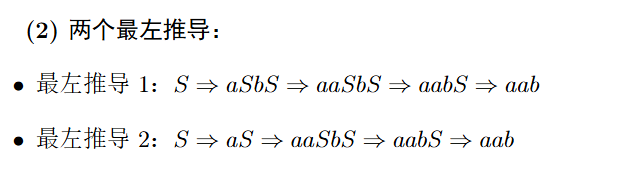 (2) 两个最左推导：
• 最左推导 1：S ⇒ aSbS ⇒ aaSbS ⇒ aabS ⇒ aab
• 最左推导 2：S ⇒ aS ⇒ aaSbS ⇒ aabS ⇒ aab